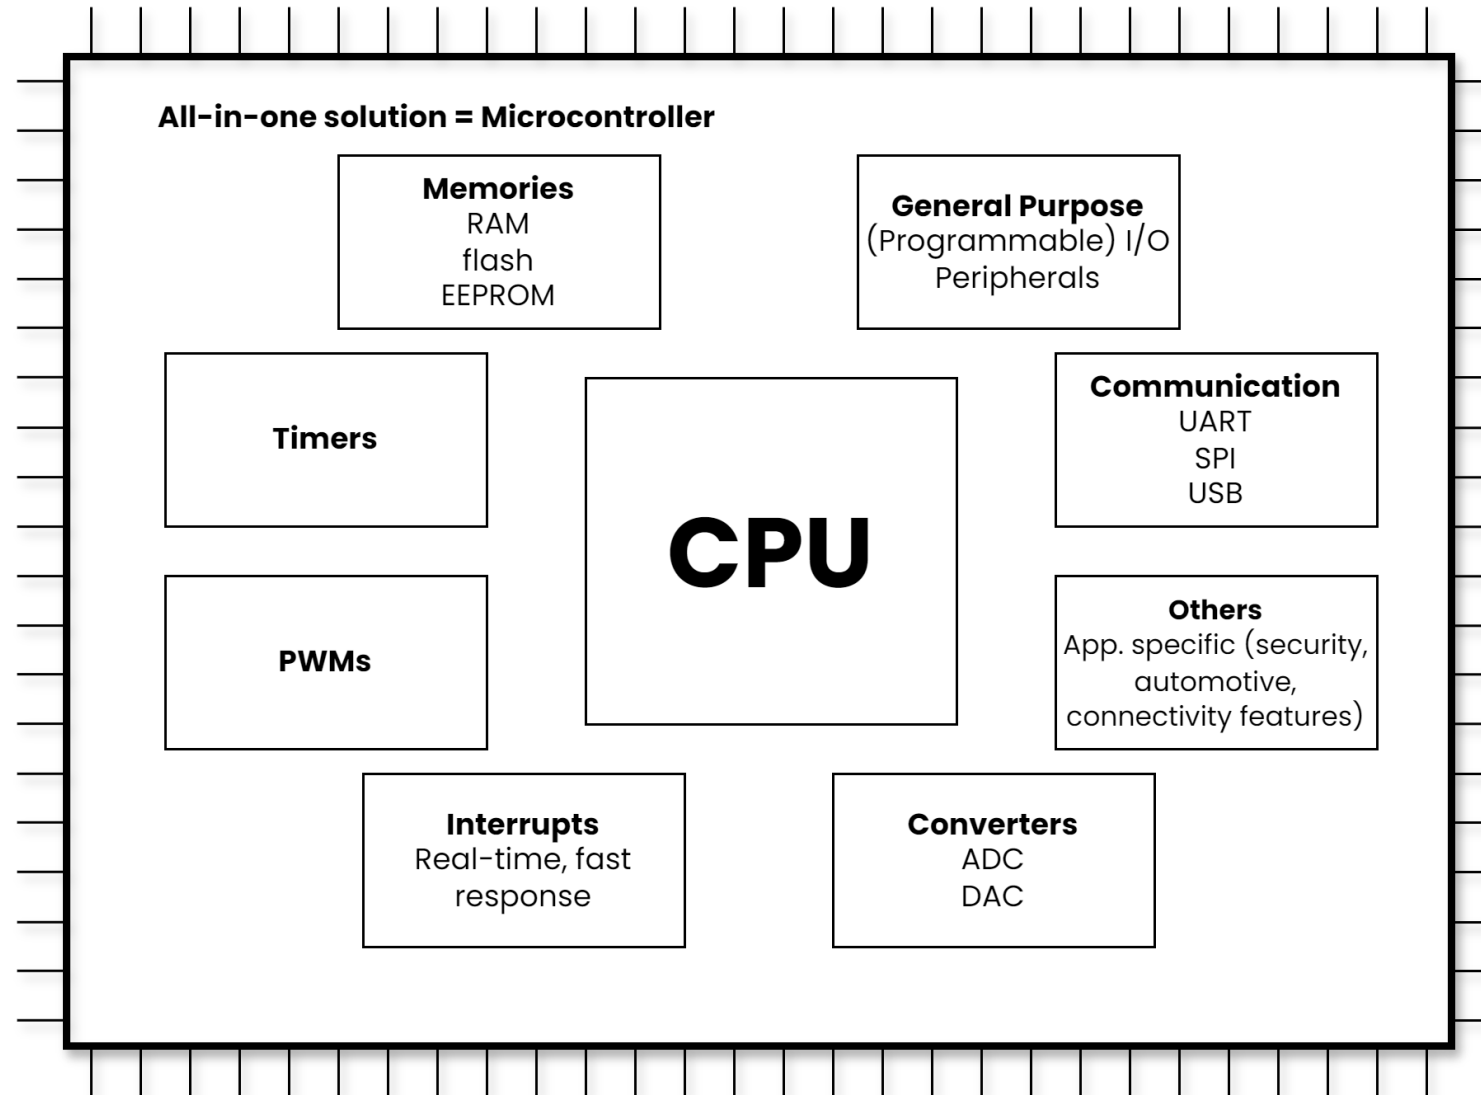 All-in-one solution = Microcontroller
Memories
RAM
flash
EEPROM
General Purpose
(Programmable) I/O
Peripherals
Timers
CPU
Communication
UART
SPI
USB
PWMs
Others
App. specific (security,
automotive,
connectivity features)
Interrupts
Real-time, fast
response
Converters
ADC
DAC